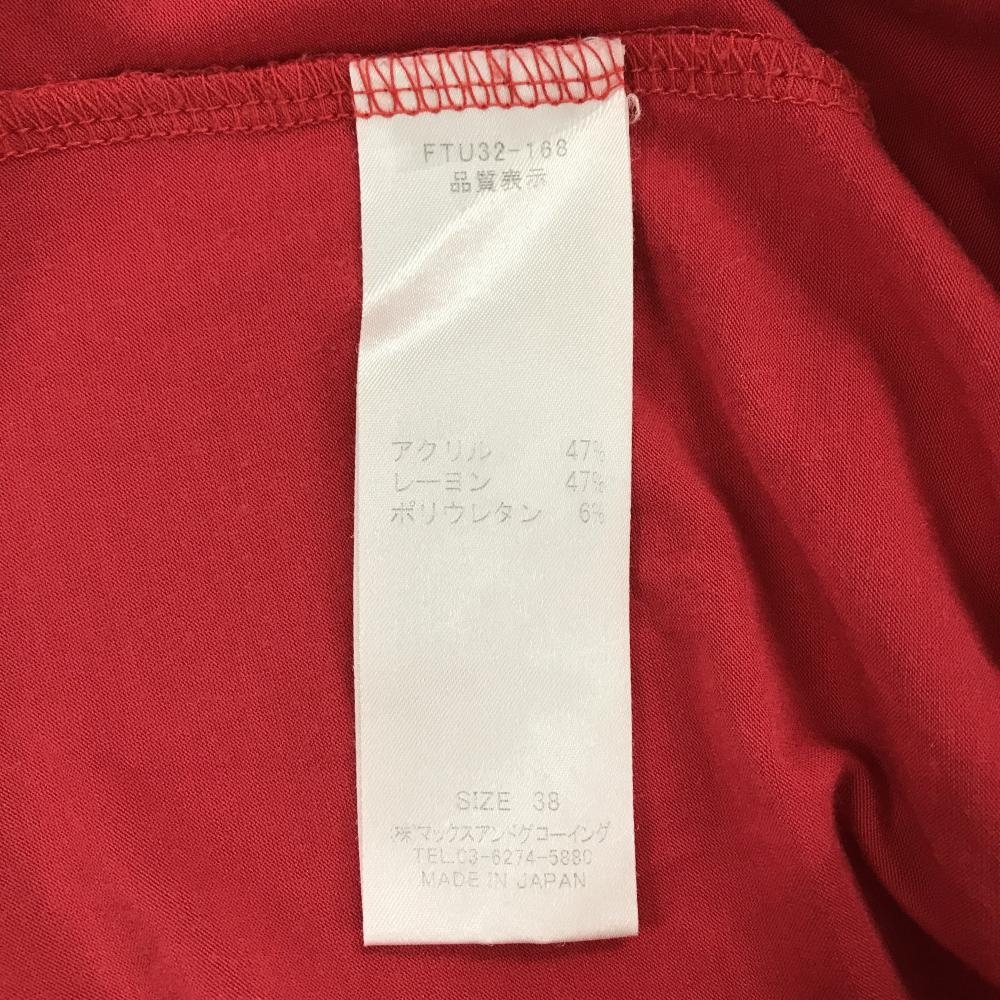 FTU32-168
品質表示
アクリル 47%
レーヨン 47%
ポリウレタン 6%
SIZE 38
㈱マックスアンドゲコーイング
TEL.03-6274-5880
MADE IN JAPAN